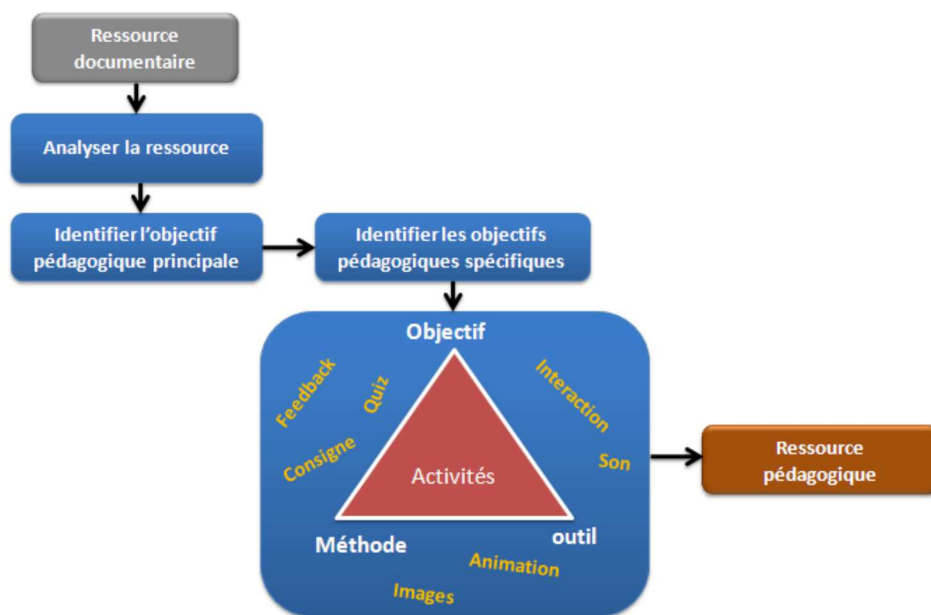 Ressource
documentaire
Analyser la ressource
Identifier l'objectif
pédagogique principale
Identifier les objectifs
pédagogiques spécifiques
Objectif
Feedback
Quiz
Interaction
Consigne
Son
Activités
Méthode
outil
Animation
Images
Ressource
pédagogique